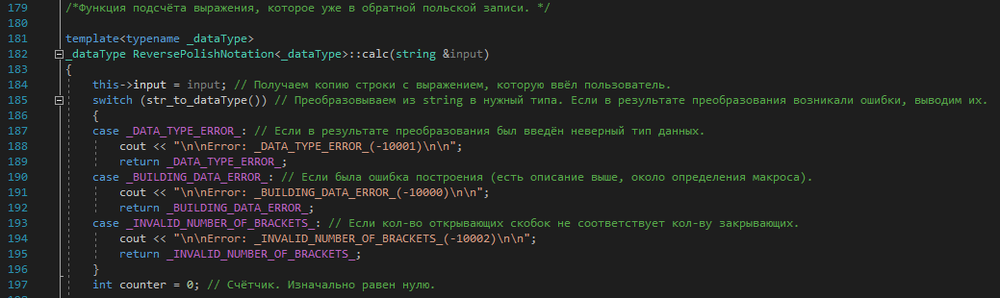 179 /*Функция подсчёта выражения, которое уже в обратной польской записи. */
180
181 template<typename _dataType>
182 _dataType ReversePolishNotation<_dataType>::calc(string &input)
183 {
184 this->input = input; // Получаем копию строки с выражением, которую ввёл пользователь.
185 switch (str_to_dataType()) // Преобразовываем из string в нужный типа. Если в результате преобразования возникали ошибки, выводим их.
186 {
187 case _DATA_TYPE_ERROR_: // Если в результате преобразования был введён неверный тип данных.
188 cout << "\n\nError: _DATA_TYPE_ERROR_(-10001)\n\n";
189 return _DATA_TYPE_ERROR_;
190 case _BUILDING_DATA_ERROR_: // Если была ошибка построения (есть описание выше, около определения макроса).
191 cout << "\n\nError: _BUILDING_DATA_ERROR_(-10000)\n\n";
192 return _BUILDING_DATA_ERROR_;
193 case _INVALID_NUMBER_OF_BRACKETS_: // Если кол-во открывающих скобок не соответствует кол-ву закрывающих.
194 cout << "\n\nError: _INVALID_NUMBER_OF_BRACKETS_(-10002)\n\n";
195 return _INVALID_NUMBER_OF_BRACKETS_;
196 }
197 int counter = 0; // Счётчик. Изначально равен нулю.